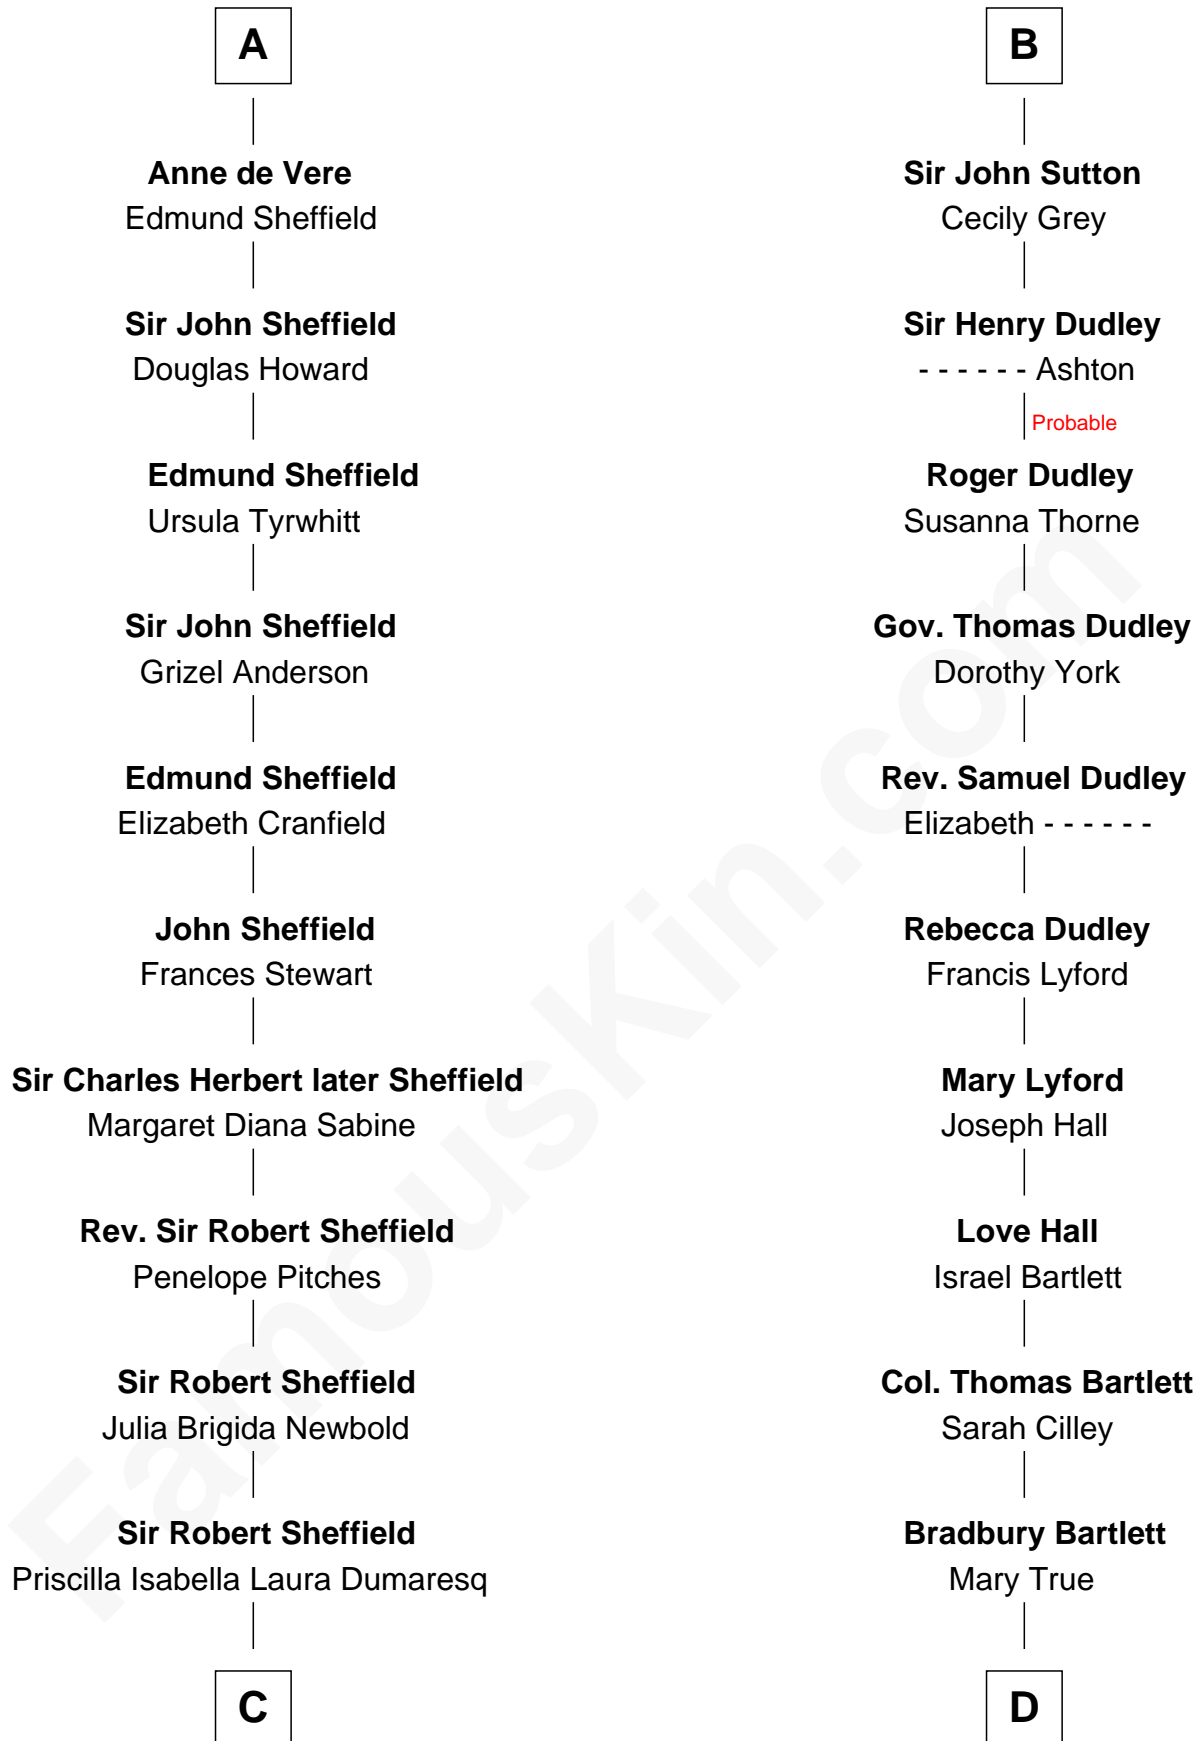 A
Anne de Vere
Edmund Sheffield
Sir John Sheffield
Douglas Howard
Edmund Sheffield
Ursula Tyrwhitt
Sir John Sheffield
Grizel Anderson
Edmund Sheffield
Elizabeth Cranfield
John Sheffield
Frances Stewart
Sir Charles Herbert later Sheffield
Margaret Diana Sabine
Rev. Sir Robert Sheffield
Penelope Pitches
Sir Robert Sheffield
Julia Brigida Newbold
Sir Robert Sheffield
Priscilla Isabella Laura Dumaresq
C
B
Sir John Sutton
Cecily Grey
Sir Henry Dudley
- - - - - - Ashton
Probable
Roger Dudley
Susanna Thorne
Gov. Thomas Dudley
Dorothy York
Rev. Samuel Dudley
Elizabeth - - - - - -
Rebecca Dudley
Francis Lyford
Mary Lyford
Joseph Hall
Love Hall
Israel Bartlett
Col. Thomas Bartlett
Sarah Cilley
Bradbury Bartlett
Mary True
D
FamousKin.com